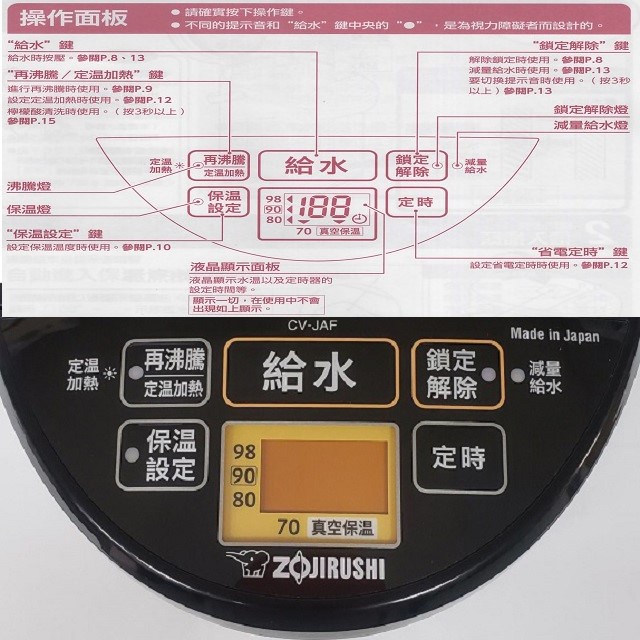 操作面板
● 請確實按下操作鍵。
● 不同的提示音和“給水”鍵中央的“●”，是為視力障礙者而設計的。
“給水”鍵
給水時按壓。參閱P.8、13
“再沸騰／定溫加熱”鍵
進行再沸騰時使用。參閱P.9
設定定溫加熱時使用。參閱P.12
檸檬酸清洗時使用。（按3秒以上）
參閱P.15
“鎖定解除”鍵
解除鎖定時使用。參閱P.8
減量給水時使用。參閱P.13
要切換提示音時使用。（按3秒
以上）參閱P.13
鎖定解除燈
減量給水燈
定溫
加熱
再沸騰
定溫加熱
給水
鎖定
解除
減量
給水
沸騰燈
保溫燈
保溫
設定
98
90
80
188
70 真空保溫
定時
“保溫設定”鍵
設定保溫溫度時使用。參閱P.10
液晶顯示面板
液晶顯示水溫以及定時器的
設定時間等。
顯示一切，在使用中不會
出現如上顯示。
“省電定時”鍵
設定省電定時時使用。參閱P.12
CV-JAF
Made in Japan
定溫
加熱
再沸騰
定溫加熱
給水
鎖定
解除
減量
給水
保溫
設定
98
90
80
70 真空保溫
定時
ZOJIRUSHI